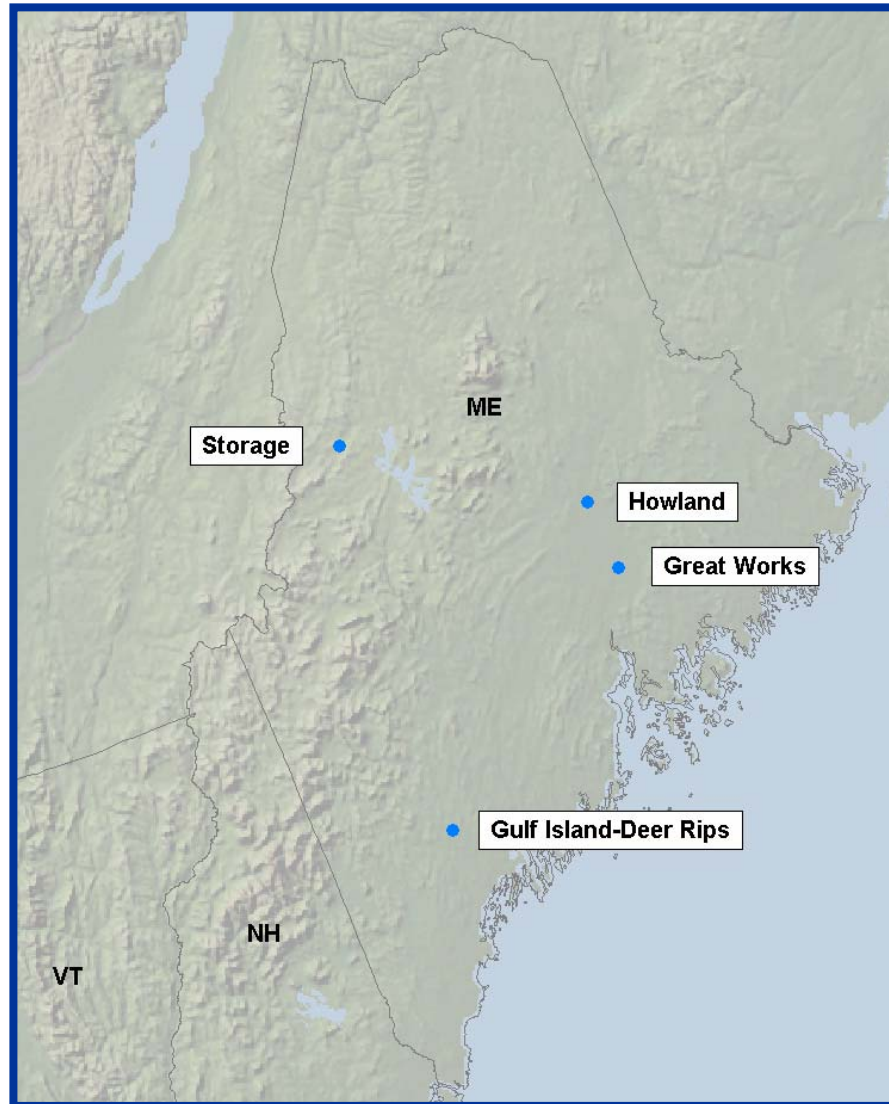 ME
Storage
Howland
Great Works
Gulf Island-Deer Rips
NH
VT